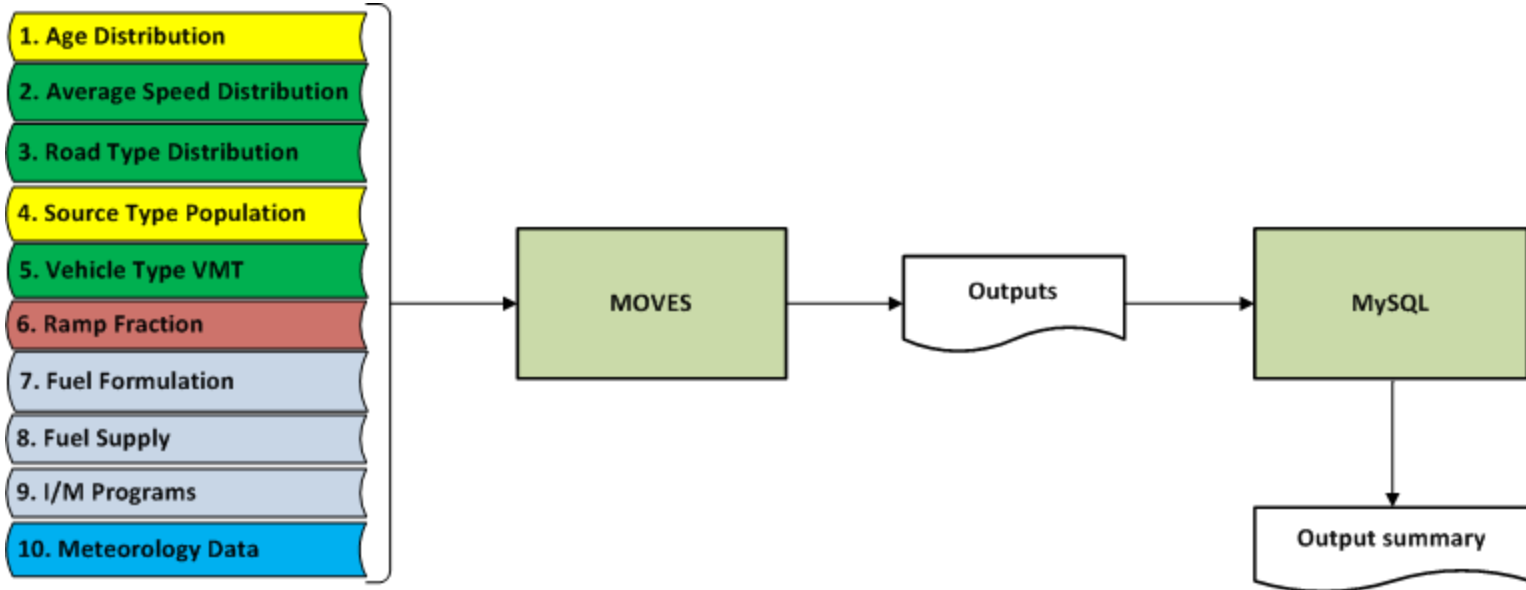 1. Age Distribution
2. Average Speed Distribution
3. Road Type Distribution
4. Source Type Population
5. Vehicle Type VMT
6. Ramp Fraction
7. Fuel Formulation
8. Fuel Supply
9. I/M Programs
10. Meteorology Data
MOVES
Outputs
MySQL
Output summary